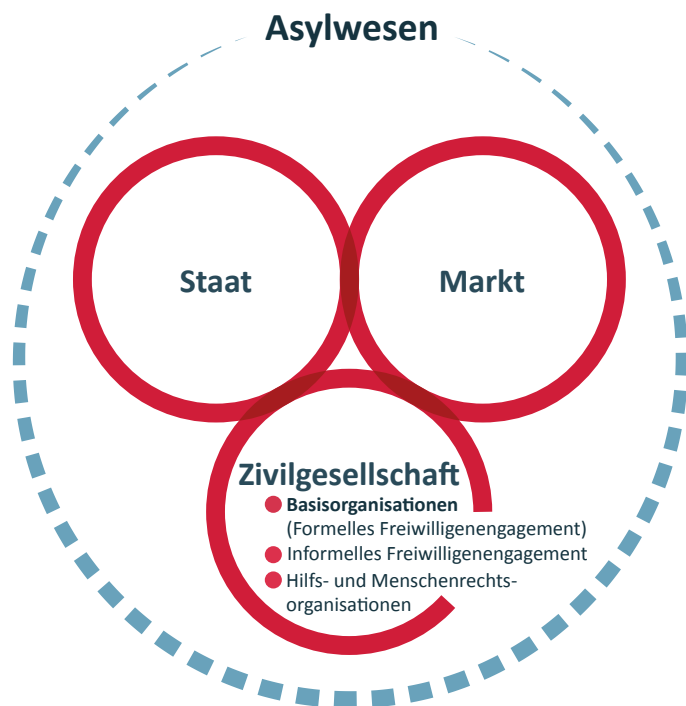 Asylwesen
Staat
Markt
Zivilgesellschaft
Basisorganisationen
(Formelles Freiwilligenengagement)
Informelles Freiwilligenengagement
Hilfs- und Menschenrechts-
organisationen